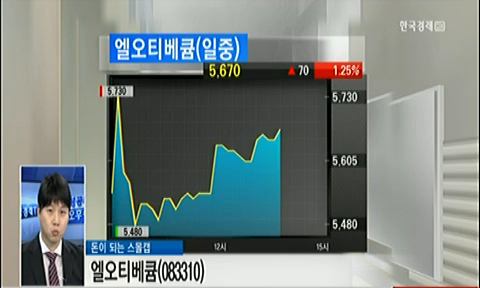 한국경제HD
엘오티베큠(일중)
5,670 ▲ 70 1.25%
5,730
5,730
5,605
5,480
5,480
12시 15시
돈이 되는 스몰캡
엘오티베큠(083310)